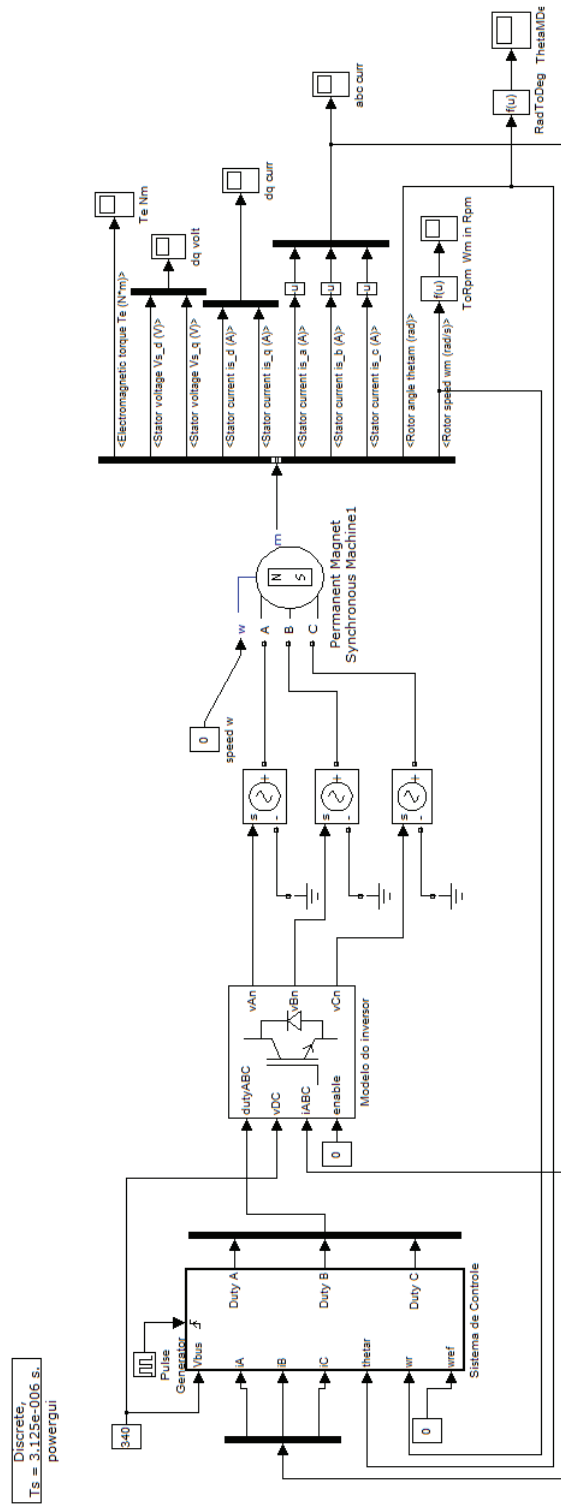 Discrete,
Ts = 3.125e-006 s.
powergui
340
Pulse
Generator
Vbus
iA
iB
iC
thetar
wr
wref
0
Duty A
Duty B
Duty C
Sistema de Controle
dutyABC
vDC
iABC
enable
0
vAn
vBn
vCn
Modelo do inversor
s
+
-
s
+
-
s
+
-
0
speed w
w
A
B
C
m
N
S
Permanent Magnet
Synchronous Machine1
<Electromagnetic torque Te (N*m)>
<Stator voltage Vs_d (V)>
<Stator voltage Vs_q (V)>
<Stator current is_d (A)>
<Stator current is_q (A)>
<Stator current is_a (A)>
<Stator current is_b (A)>
<Stator current is_c (A)>
<Rotor angle thetam (rad)>
<Rotor speed wm (rad/s)>
Te Nm
dq volt
dq curr
-u
-u
-u
abc curr
f(u)
ToRpm
Wm in Rpm
f(u)
RadToDeg
ThetaMDe